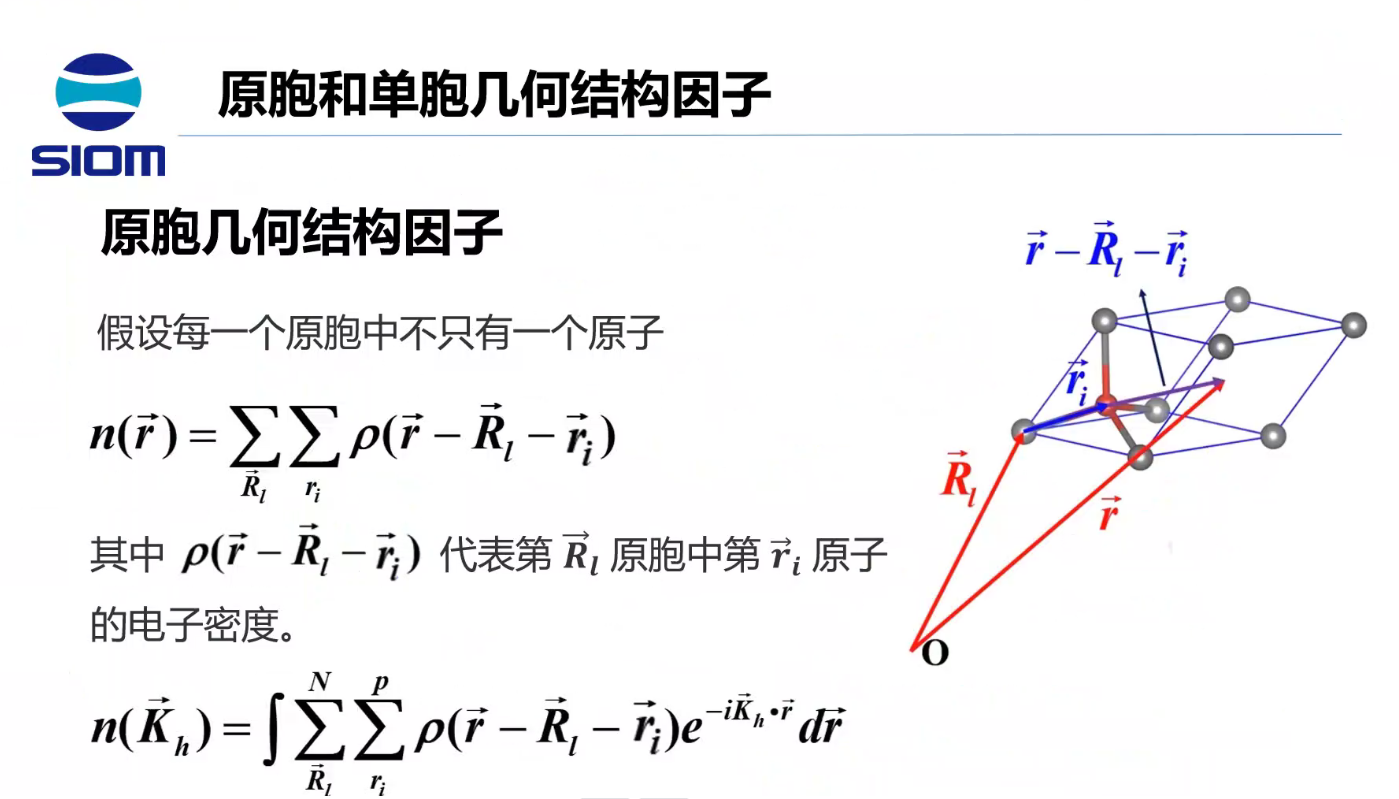 原胞和单胞几何结构因子
SIOM
原胞几何结构因子
假设每一个原胞中不只有一个原子
$n(\vec{r}) = \sum_{\vec{R}_l} \sum_{r_i} \rho(\vec{r} - \vec{R}_l - \vec{r}_i)$
其中 $\rho(\vec{r} - \vec{R}_l - \vec{r}_i)$ 代表第 $\vec{R}_l$ 原胞中第 $\vec{r}_i$ 原子
的电子密度。
$n(\vec{K}_h) = \int \sum_{\vec{R}_l}^{N} \sum_{r_i}^{p} \rho(\vec{r} - \vec{R}_l - \vec{r}_i) e^{-i\vec{K}_h \bullet \vec{r}} d\vec{r}$
$\vec{r} - \vec{R}_l - \vec{r}_i$
$\vec{r}_i$
$\vec{R}_l$
$\vec{r}$
O